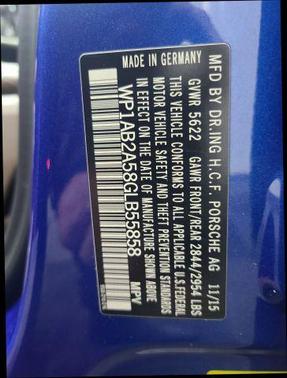 MFD BY DR.ING H.C.F. PORSCHE AG 11/15
GVWR 5622 GAWR FRONT/REAR 2844/2954 LBS
THIS VEHICLE CONFORMS TO ALL APPLICABLE U.S.FEDERAL
MOTOR VEHICLE SAFETY AND THEFT PREVENTION STANDARDS
IN EFFECT ON THE DATE OF MANUFACTURE SHOWN ABOVE
WP1AB2A58GLB55858 MPV
MADE IN GERMANY